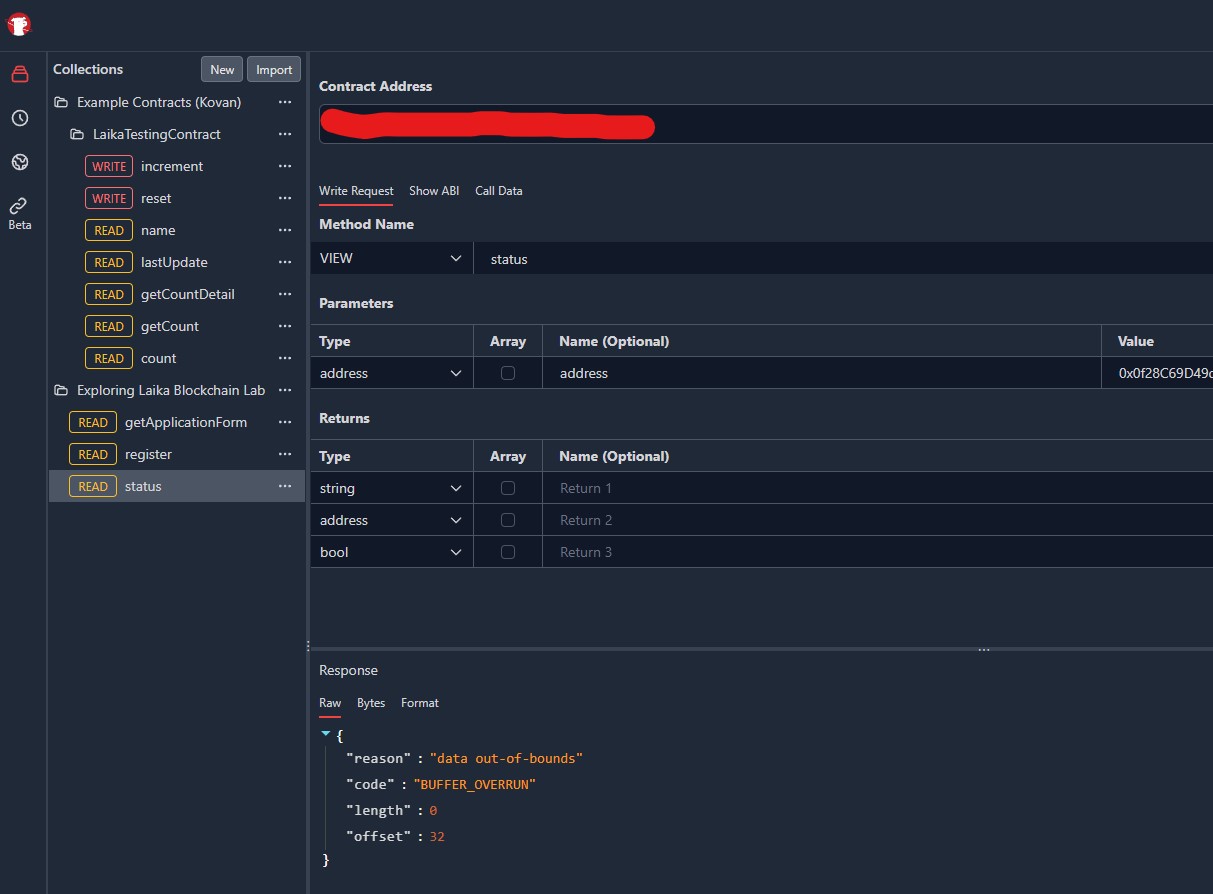 Collections New Import
Example Contracts (Kovan)
LaikaTestingContract
WRITE increment
WRITE reset
READ name
READ lastUpdate
READ getCountDetail
READ getCount
READ count
Exploring Laika Blockchain Lab
READ getApplicationForm
READ register
READ status
Beta
Contract Address
Write Request Show ABI Call Data
Method Name
VIEW status
Parameters
Type Array Name (Optional) Value
address address 0x0f28C69D49
Returns
Type Array Name (Optional)
string Return 1
address Return 2
bool Return 3
Response
Raw Bytes Format
{
"reason" : "data out-of-bounds"
"code" : "BUFFER_OVERRUN"
"length" : 0
"offset" : 32
}